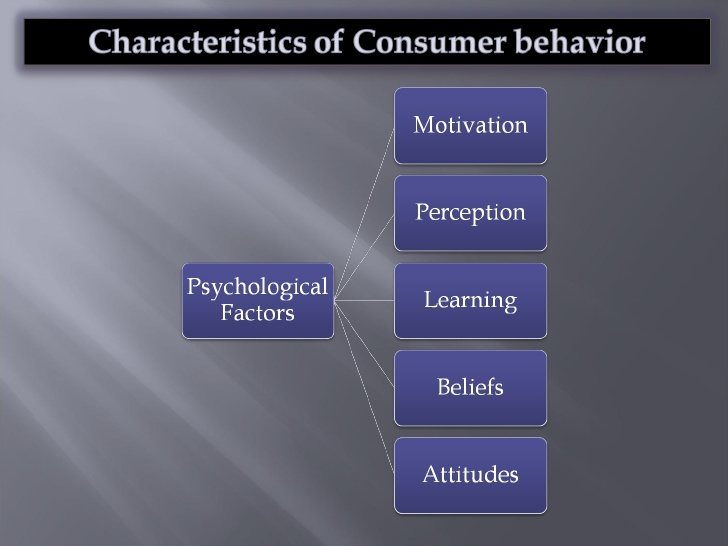 Characteristics of Consumer behavior
Motivation
Perception
Psychological
Factors
Learning
Beliefs
Attitudes